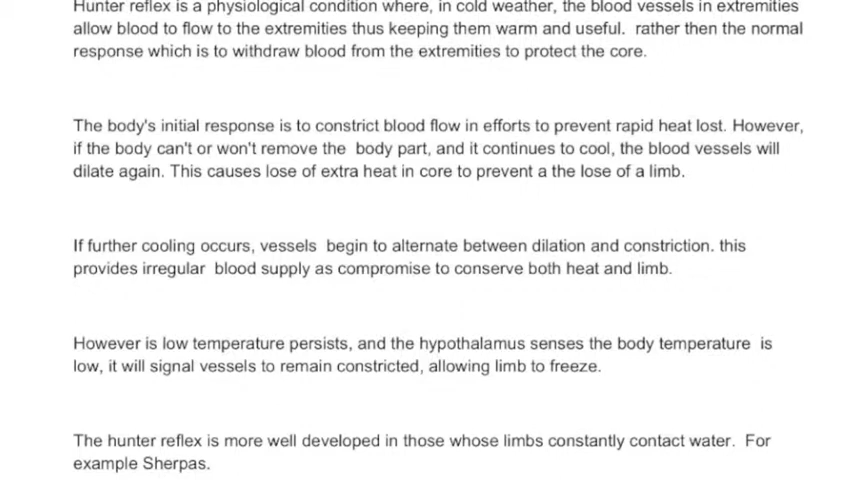 Hunter reflex is a physiological condition where, in cold weather, the blood vessels in extremities
allow blood to flow to the extremities thus keeping them warm and useful.  rather then the normal
response which is to withdraw blood from the extremities to protect the core.
The body's initial response is to constrict blood flow in efforts to prevent rapid heat lost. However,
if the body can't or won't remove the  body part, and it continues to cool, the blood vessels will
dilate again. This causes lose of extra heat in core to prevent a the lose of a limb.
If further cooling occurs, vessels  begin to alternate between dilation and constriction. this
provides irregular  blood supply as compromise to conserve both heat and limb.
However is low temperature persists, and the hypothalamus senses the body temperature  is
low, it will signal vessels to remain constricted, allowing limb to freeze.
The hunter reflex is more well developed in those whose limbs constantly contact water.  For
example Sherpas.